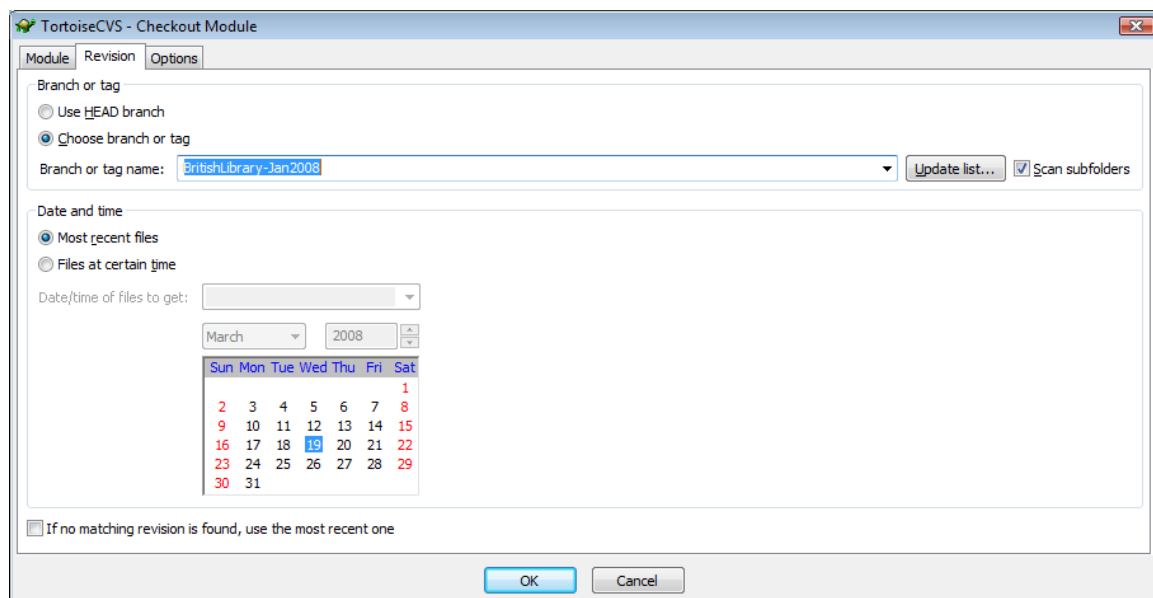 TortoiseCVS - Checkout Module
Module Revision Options
Branch or tag
Use HEAD branch
Choose branch or tag
Branch or tag name: BritishLibrary-Jan2008 Update list... Scan subfolders
Date and time
Most recent files
Files at certain time
Date/time of files to get:
March 2008
Sun Mon Tue Wed Thu Fri Sat
1
2 3 4 5 6 7 8
9 10 11 12 13 14 15
16 17 18 19 20 21 22
23 24 25 26 27 28 29
30 31
If no matching revision is found, use the most recent one
OK Cancel